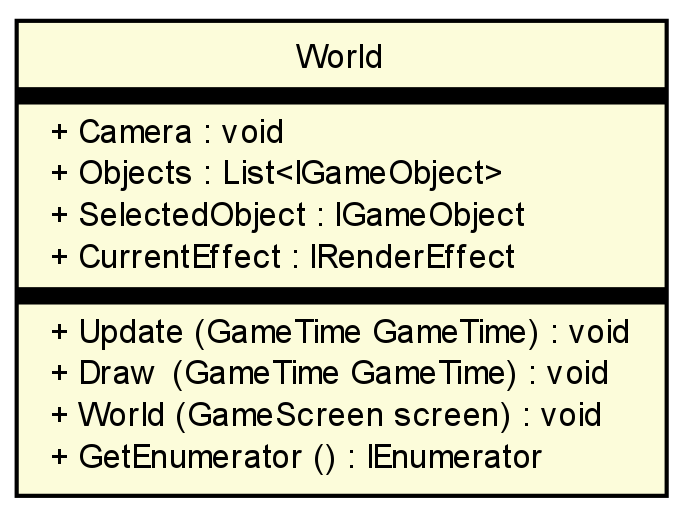 World
+ Camera : void
+ Objects : List<IGameObject>
+ SelectedObject : IGameObject
+ CurrentEffect : IRenderEffect
+ Update (GameTime GameTime) : void
+ Draw (GameTime GameTime) : void
+ World (GameScreen screen) : void
+ GetEnumerator () : IEnumerator